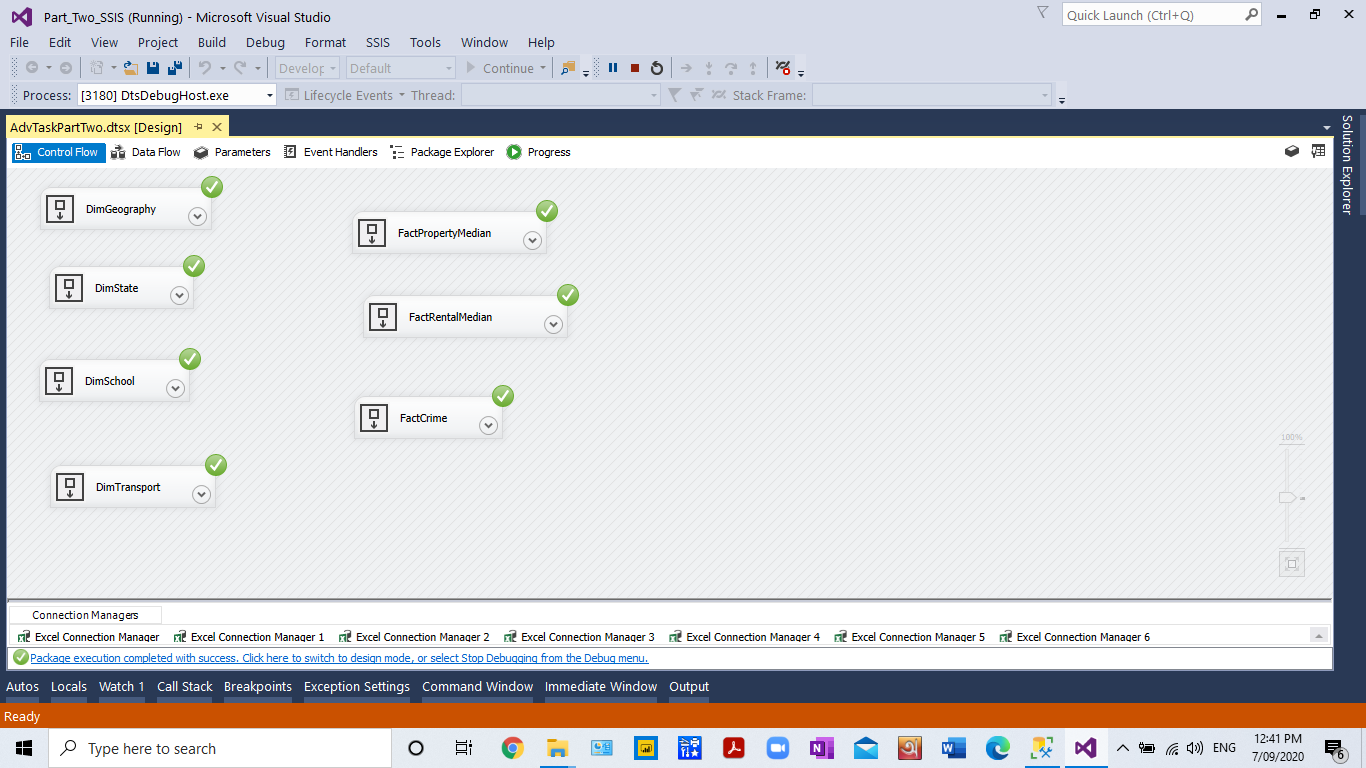 Part_Two_SSIS (Running) - Microsoft Visual Studio
Quick Launch (Ctrl+Q)
File Edit View Project Build Debug Format SSIS Tools Window Help
Develop Default Continue
Process: [3180] DtsDebugHost.exe Lifecycle Events Thread: Stack Frame:
AdvTaskPartTwo.dtsx [Design]
Solution Explorer
Control Flow Data Flow Parameters Event Handlers Package Explorer Progress
DimGeography
FactPropertyMedian
DimState
FactRentalMedian
DimSchool
FactCrime
DimTransport
100%
Connection Managers
Excel Connection Manager Excel Connection Manager 1 Excel Connection Manager 2 Excel Connection Manager 3 Excel Connection Manager 4 Excel Connection Manager 5 Excel Connection Manager 6
Package execution completed with success. Click here to switch to design mode, or select Stop Debugging from the Debug menu.
Autos Locals Watch 1 Call Stack Breakpoints Exception Settings Command Window Immediate Window Output
Ready
Type here to search
ENG
12:41 PM
7/09/2020
6